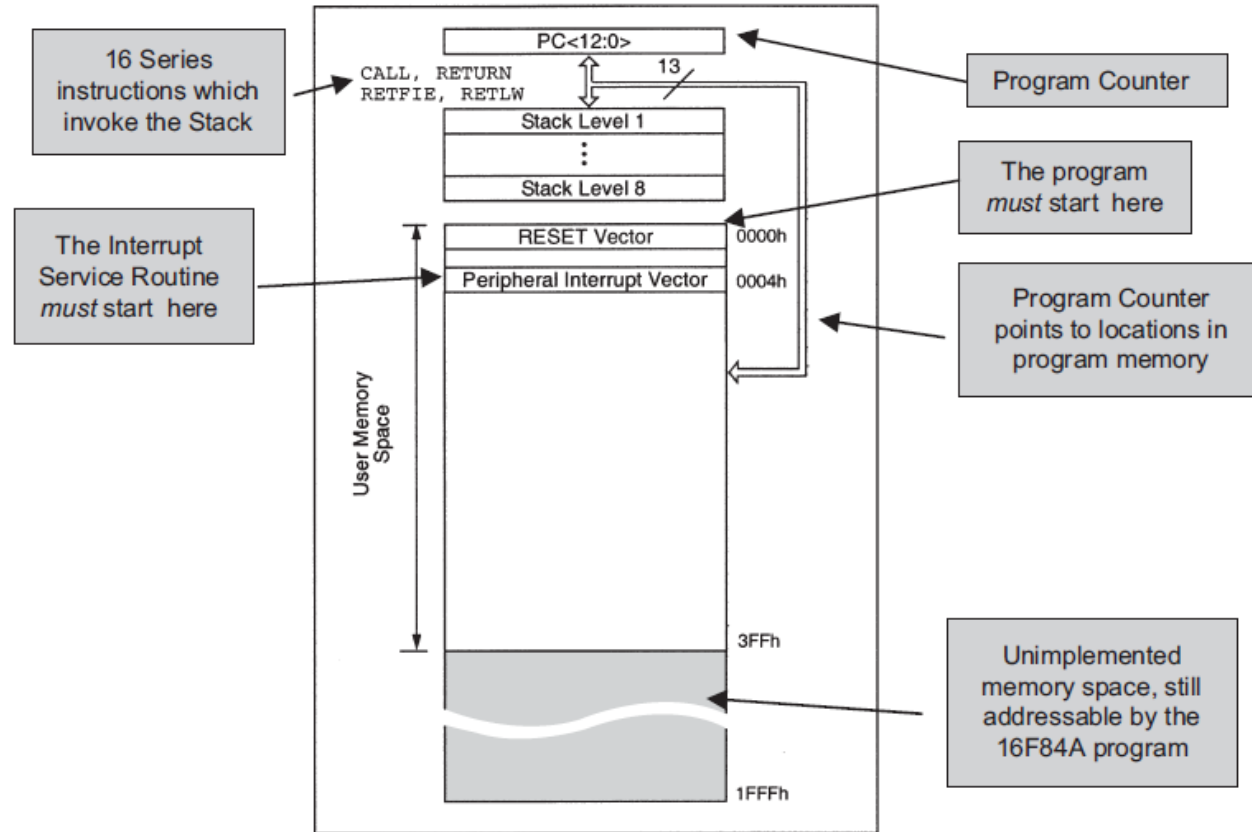 16 Series
instructions which
invoke the Stack
CALL, RETURN
RETFIE, RETLW
PC<12:0>
13
Program Counter
Stack Level 1
⋮
Stack Level 8
The program
must start here
The Interrupt
Service Routine
must start here
RESET Vector
0000h
Peripheral Interrupt Vector
0004h
Program Counter
points to locations in
program memory
User Memory
Space
3FFh
Unimplemented
memory space, still
addressable by the
16F84A program
1FFFh